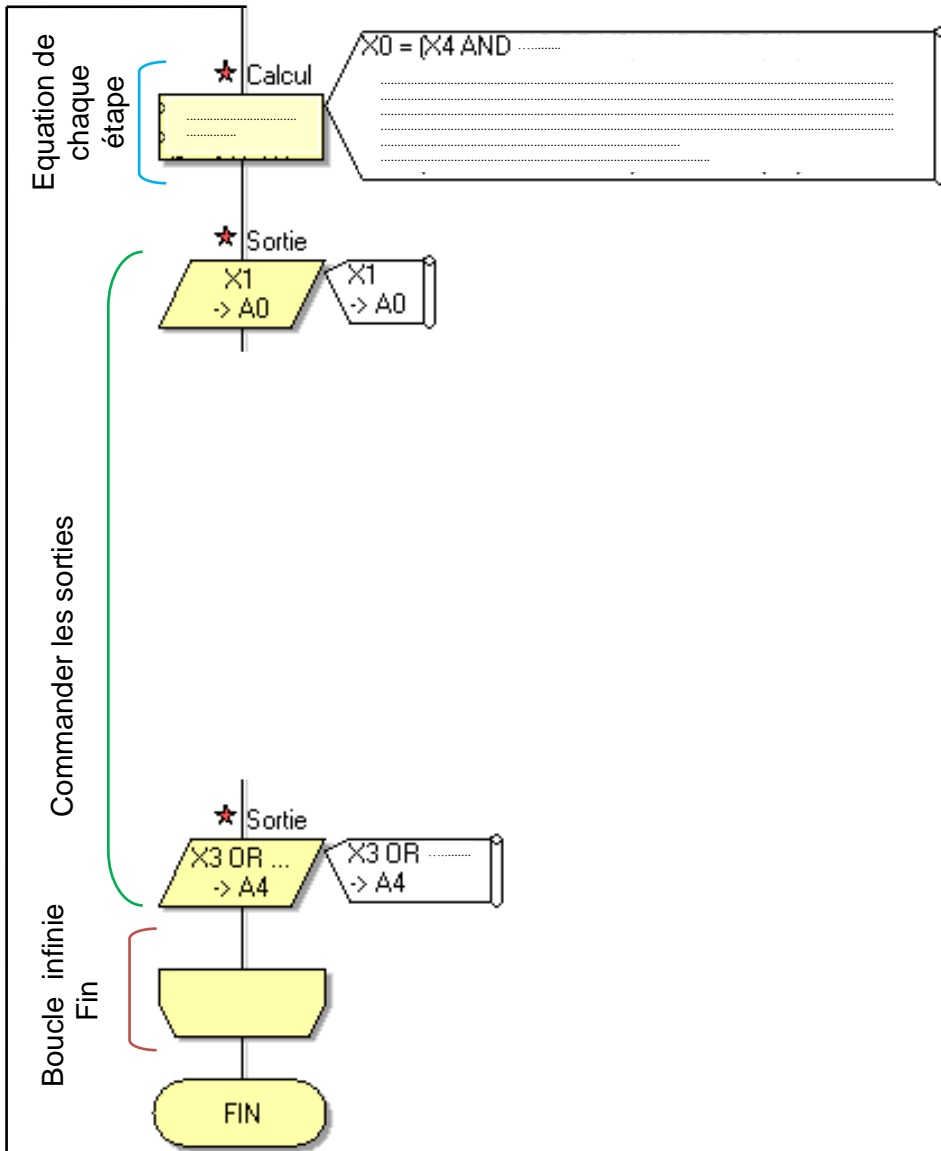 Equation de
chaque
étape
Calcul
X0 = (X4 AND ............
Sortie
X1
-> A0
X1
-> A0
Commander les sorties
Sortie
X3 OR ...
-> A4
X3 OR ............
-> A4
Boucle infinie
Fin
FIN